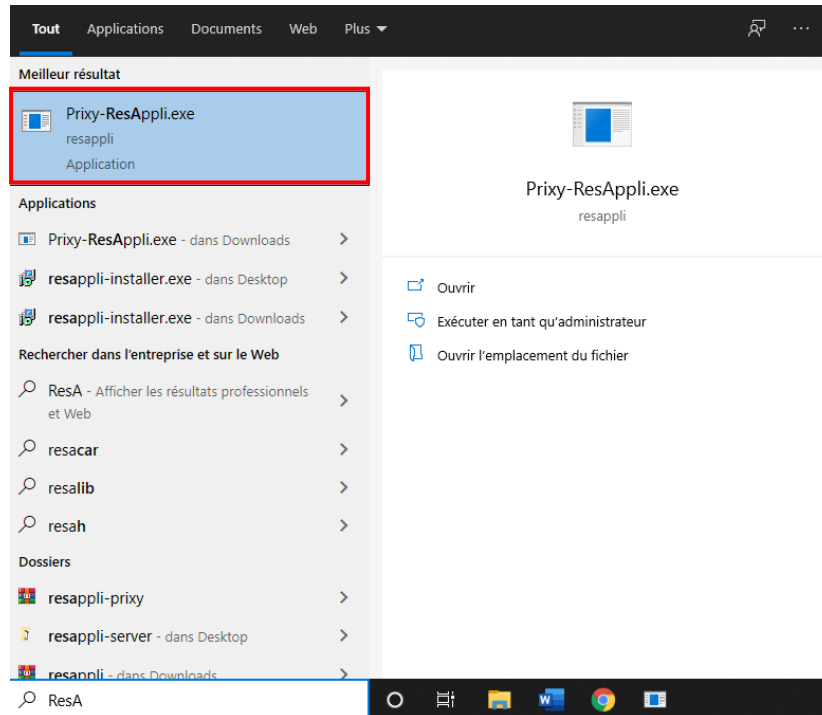 Tout Applications Documents Web Plus
Meilleur résultat
Prixy-ResAppli.exe
resappli
Application
Applications
Prixy-ResAppli.exe - dans Downloads
resappli-installer.exe - dans Desktop
resappli-installer.exe - dans Downloads
Rechercher dans l'entreprise et sur le Web
ResA - Afficher les résultats professionnels
et Web
resacar
resalib
resah
Dossiers
resappli-prixy
resappli-server - dans Desktop
resappli - dans Downloads
ResA
Prixy-ResAppli.exe
resappli
Ouvrir
Exécuter en tant qu'administrateur
Ouvrir l'emplacement du fichier